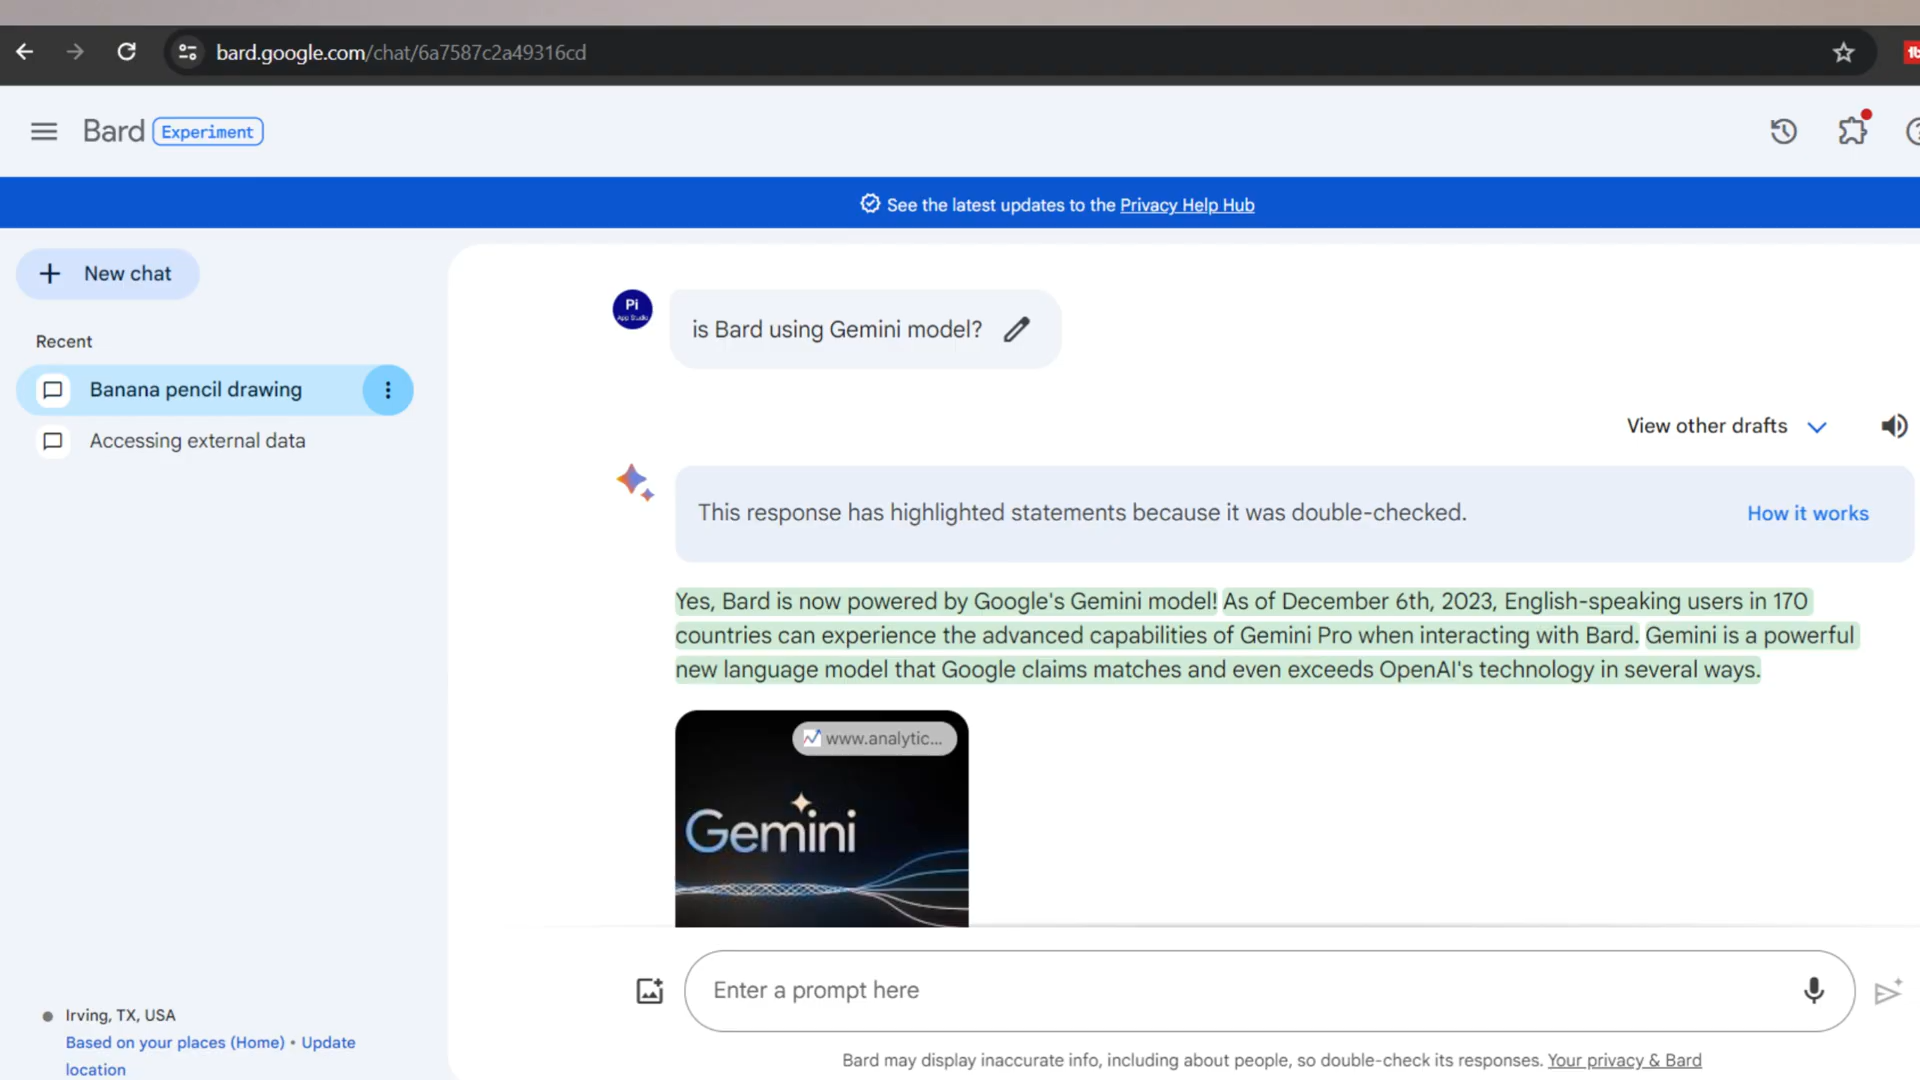 bard.google.com/chat/6a7587c2a49316cd
Bard Experiment
See the latest updates to the Privacy Help Hub
New chat
Recent
Banana pencil drawing
Accessing external data
Pi
App Studio
is Bard using Gemini model?
View other drafts
This response has highlighted statements because it was double-checked.
How it works
Yes, Bard is now powered by Google's Gemini model! As of December 6th, 2023, English-speaking users in 170
countries can experience the advanced capabilities of Gemini Pro when interacting with Bard. Gemini is a powerful
new language model that Google claims matches and even exceeds OpenAI's technology in several ways.
www.analytic...
Gemini
Enter a prompt here
Irving, TX, USA
Based on your places (Home) • Update
location
Bard may display inaccurate info, including about people, so double-check its responses. Your privacy & Bard